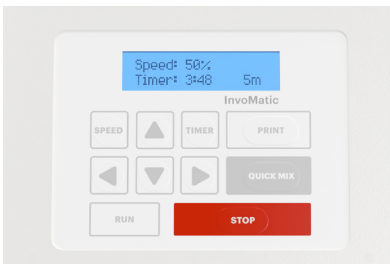 Speed: 50%
Timer: 3:48 5m
InvoMatic
SPEED TIMER PRINT
QUICK MIX
RUN STOP